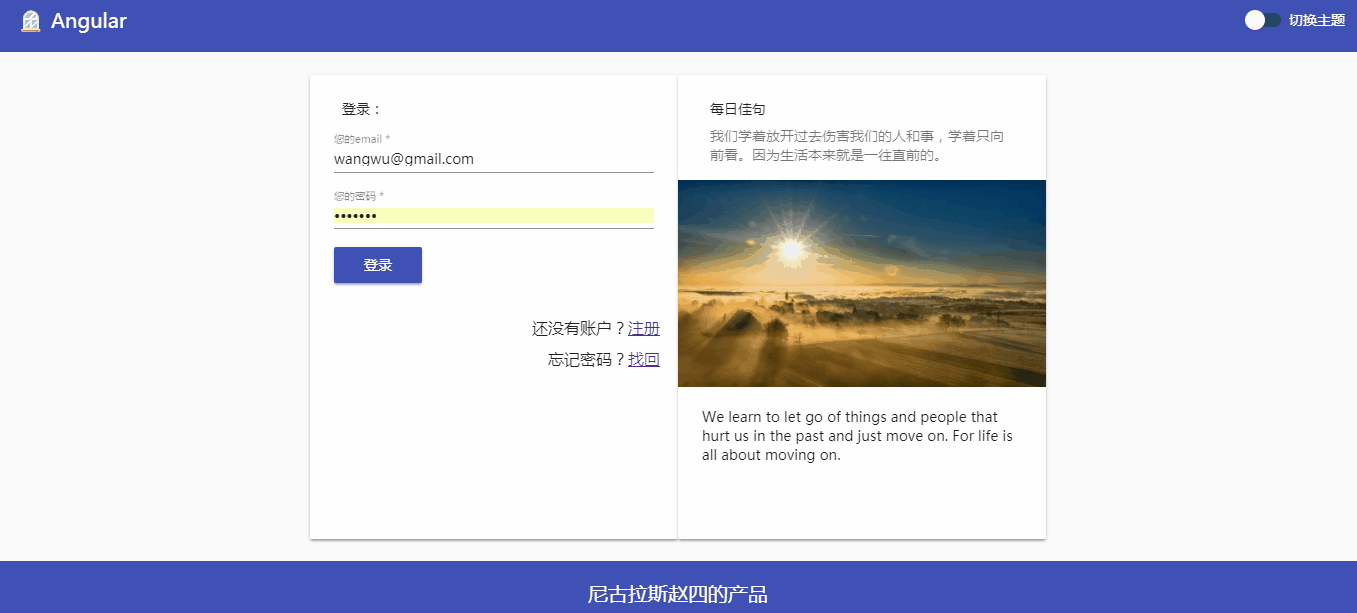 Angular
切换主题
登录：
您的email *
wangwu@gmail.com
您的密码 *
•••••••
登录
还没有账户？注册
忘记密码？找回
每日佳句
我们学着放开过去伤害我们的人和事，学着只向
前看。因为生活本来就是一往直前的。
We learn to let go of things and people that
hurt us in the past and just move on. For life is
all about moving on.
尼古拉斯赵四的产品